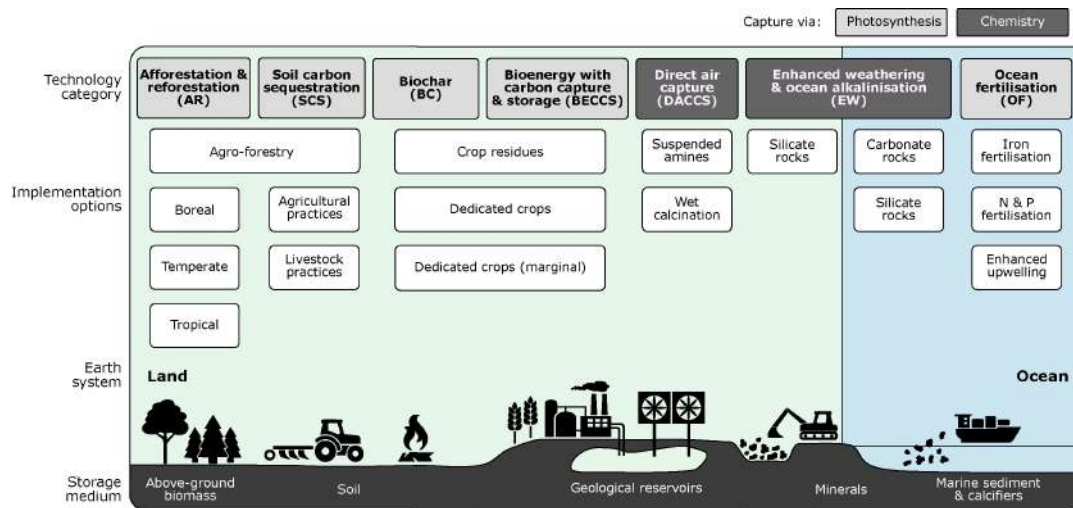 Capture via: Photosynthesis Chemistry
Technology
category
Afforestation &
reforestation
(AR)
Soil carbon
sequestration
(SCS)
Biochar
(BC)
Bioenergy with
carbon capture
& storage (BECCS)
Direct air
capture
(DACCS)
Enhanced weathering
& ocean alkalinisation
(EW)
Ocean
fertilisation
(OF)
Implementation
options
Agro-forestry
Crop residues
Suspended
amines
Silicate
rocks
Carbonate
rocks
Iron
fertilisation
Boreal
Agricultural
practices
Dedicated crops
Wet
calcination
Silicate
rocks
N & P
fertilisation
Temperate
Livestock
practices
Dedicated crops (marginal)
Enhanced
upwelling
Tropical
Earth
system
Land
Ocean
Storage
medium
Above-ground
biomass
Soil
Geological reservoirs
Minerals
Marine sediment
& calcifiers